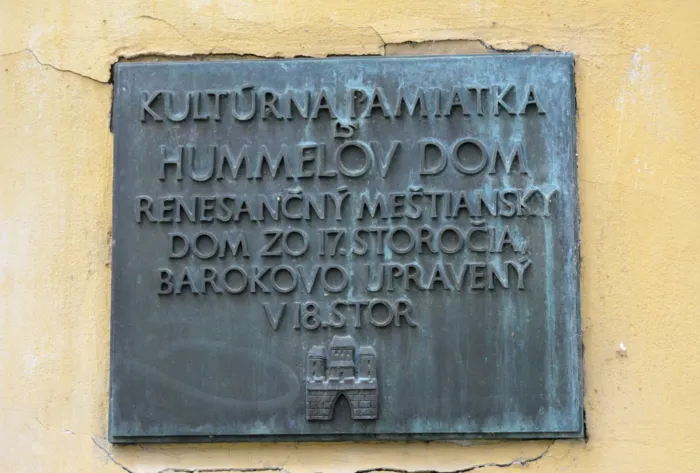 KULTÚRNA PAMIATKA
HUMMELOV DOM
RENESANČNÝ MEŠTIANSKY
DOM ZO 17. STOROČIA,
BAROKOVO UPRAVENÝ
V 18. STOR